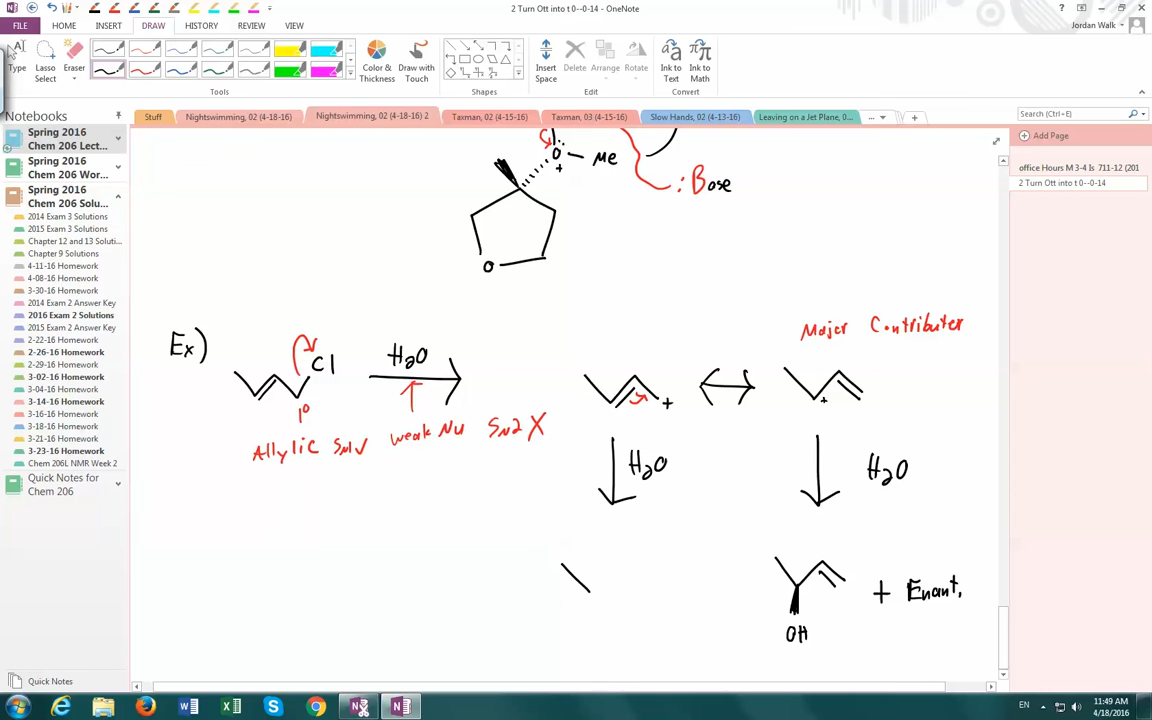 2 Turn Ott into t 0--0-14 - OneNote
Jordan Walk
FILE HOME INSERT DRAW HISTORY REVIEW VIEW
Type
Lasso Select
Eraser
Color & Thickness
Draw with Touch
Insert Space
Delete
Arrange
Rotate
Ink to Text
Ink to Math
Tools
Shapes
Edit
Convert
Notebooks
Stuff
Nightswimming, 02 (4-18-16)
Nightswimming, 02 (4-18-16) 2
Taxman, 02 (4-15-16)
Taxman, 03 (4-15-16)
Slow Hands, 02 (4-13-16)
Leaving on a Jet Plane, 0...
Search (Ctrl+E)
Add Page
office Hours M 3-4 ls 711-12 (201
2 Turn Ott into t 0--0-14
Spring 2016
Chem 206 Lect...
Spring 2016
Chem 206 Wor...
Spring 2016
Chem 206 Solu...
2014 Exam 3 Solutions
2015 Exam 3 Solutions
Chapter 12 and 13 Soluti...
Chapter 9 Solutions
4-11-16 Homework
4-08-16 Homework
3-30-16 Homework
2014 Exam 2 Answer Key
2016 Exam 2 Solutions
2015 Exam 2 Answer Key
2-22-16 Homework
2-26-16 Homework
2-29-16 Homework
3-02-16 Homework
3-04-16 Homework
3-14-16 Homework
3-16-16 Homework
3-18-16 Homework
3-21-16 Homework
3-23-16 Homework
Chem 206L NMR Week 2
Quick Notes for
Chem 206
Quick Notes
O - Me
+
:Base
O
Major Contributer
Ex)
Cl
H2O
1°
+
+
Allylic SN1✓ weak Nu SN2 X
H2O
H2O
+ Enant.
OH
EN
11:49 AM
4/18/2016